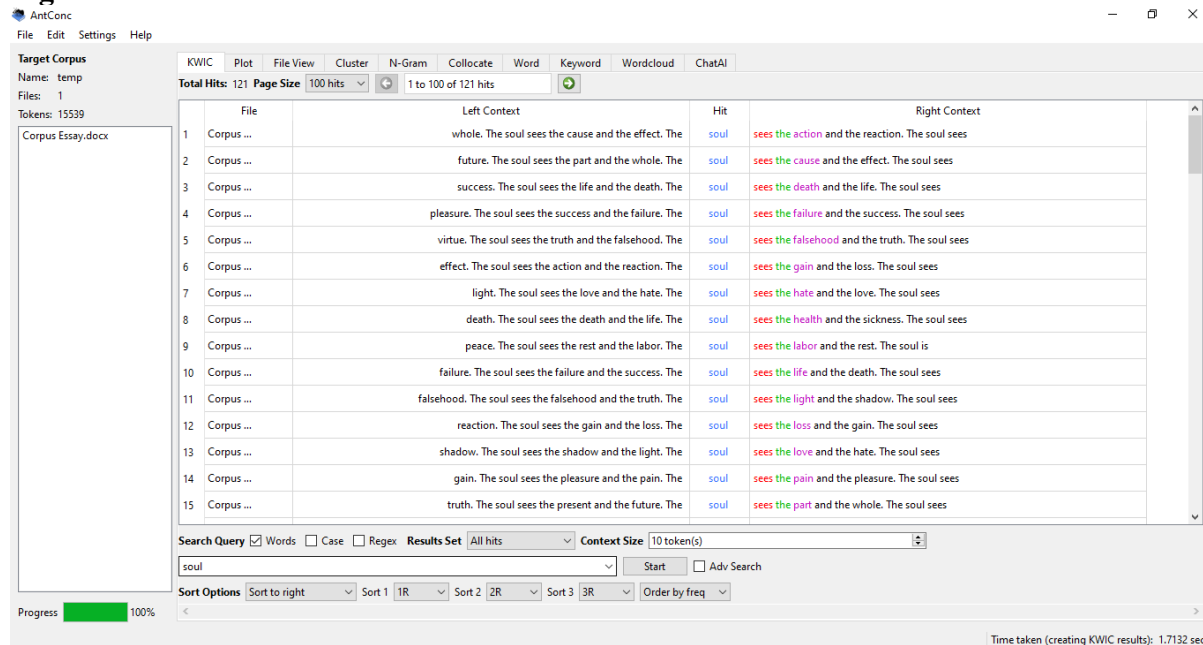 AntConc
File Edit Settings Help
Target Corpus
Name: temp
Files: 1
Tokens: 15539
Corpus Essay.docx
Progress 100%
KWIC Plot File View Cluster N-Gram Collocate Word Keyword Wordcloud ChatAI
Total Hits: 121 Page Size 100 hits 1 to 100 of 121 hits
File Left Context Hit Right Context
1 Corpus ... whole. The soul sees the cause and the effect. The soul sees the action and the reaction. The soul sees
2 Corpus ... future. The soul sees the part and the whole. The soul sees the cause and the effect. The soul sees
3 Corpus ... success. The soul sees the life and the death. The soul sees the death and the life. The soul sees
4 Corpus ... pleasure. The soul sees the success and the failure. The soul sees the failure and the success. The soul sees
5 Corpus ... virtue. The soul sees the truth and the falsehood. The soul sees the falsehood and the truth. The soul sees
6 Corpus ... effect. The soul sees the action and the reaction. The soul sees the gain and the loss. The soul sees
7 Corpus ... light. The soul sees the love and the hate. The soul sees the hate and the love. The soul sees
8 Corpus ... death. The soul sees the death and the life. The soul sees the health and the sickness. The soul sees
9 Corpus ... peace. The soul sees the rest and the labor. The soul sees the labor and the rest. The soul is
10 Corpus ... failure. The soul sees the failure and the success. The soul sees the life and the death. The soul sees
11 Corpus ... falsehood. The soul sees the falsehood and the truth. The soul sees the light and the shadow. The soul sees
12 Corpus ... reaction. The soul sees the gain and the loss. The soul sees the loss and the gain. The soul sees
13 Corpus ... shadow. The soul sees the shadow and the light. The soul sees the love and the hate. The soul sees
14 Corpus ... gain. The soul sees the pleasure and the pain. The soul sees the pain and the pleasure. The soul sees
15 Corpus ... truth. The soul sees the present and the future. The soul sees the part and the whole. The soul sees
Search Query Words Case Regex Results Set All hits Context Size 10 token(s)
soul Start Adv Search
Sort Options Sort to right Sort 1 1R Sort 2 2R Sort 3 3R Order by freq
Time taken (creating KWIC results): 1.7132 sec